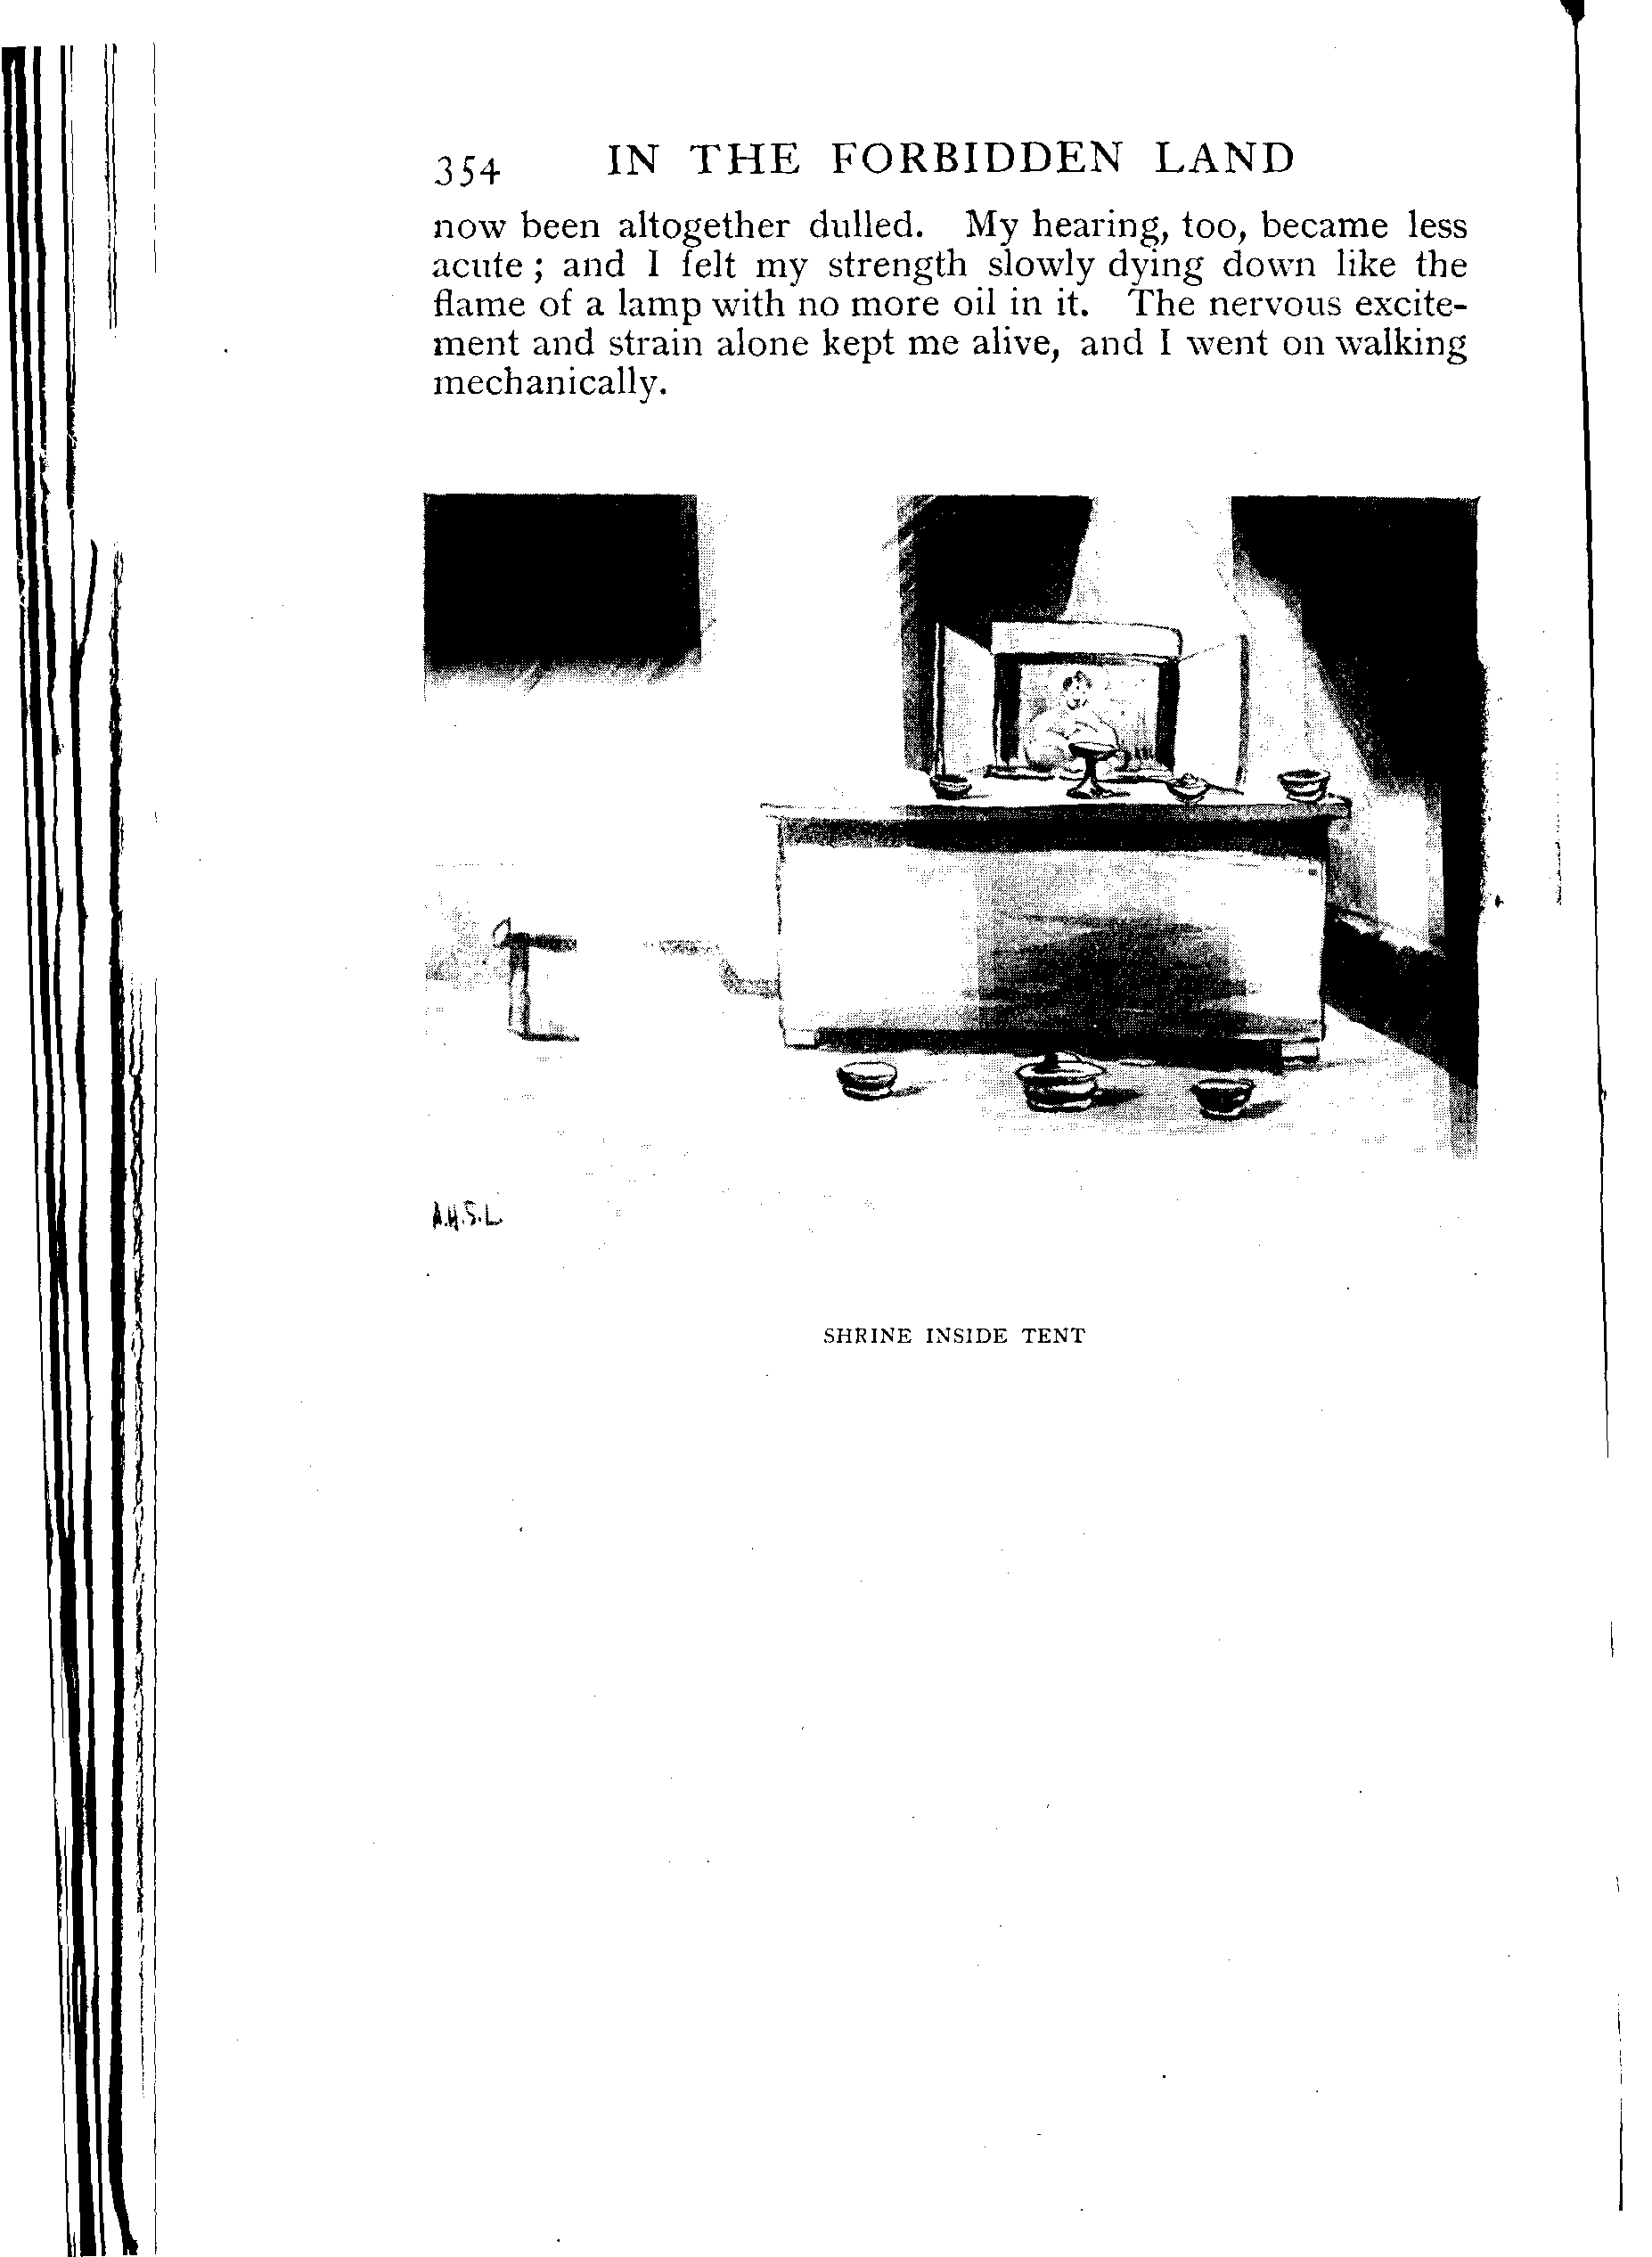 354 IN THE FORBIDDEN LAND
now been altogether dulled. My hearing, too, became less
acute ; and I felt my strength slowly dying down like the
flame of a lamp with no more oil in it. The nervous excite-
ment and strain alone kept me alive, and I went on walking
mechanically.
A.H.S.L.
SHRINE INSIDE TENT